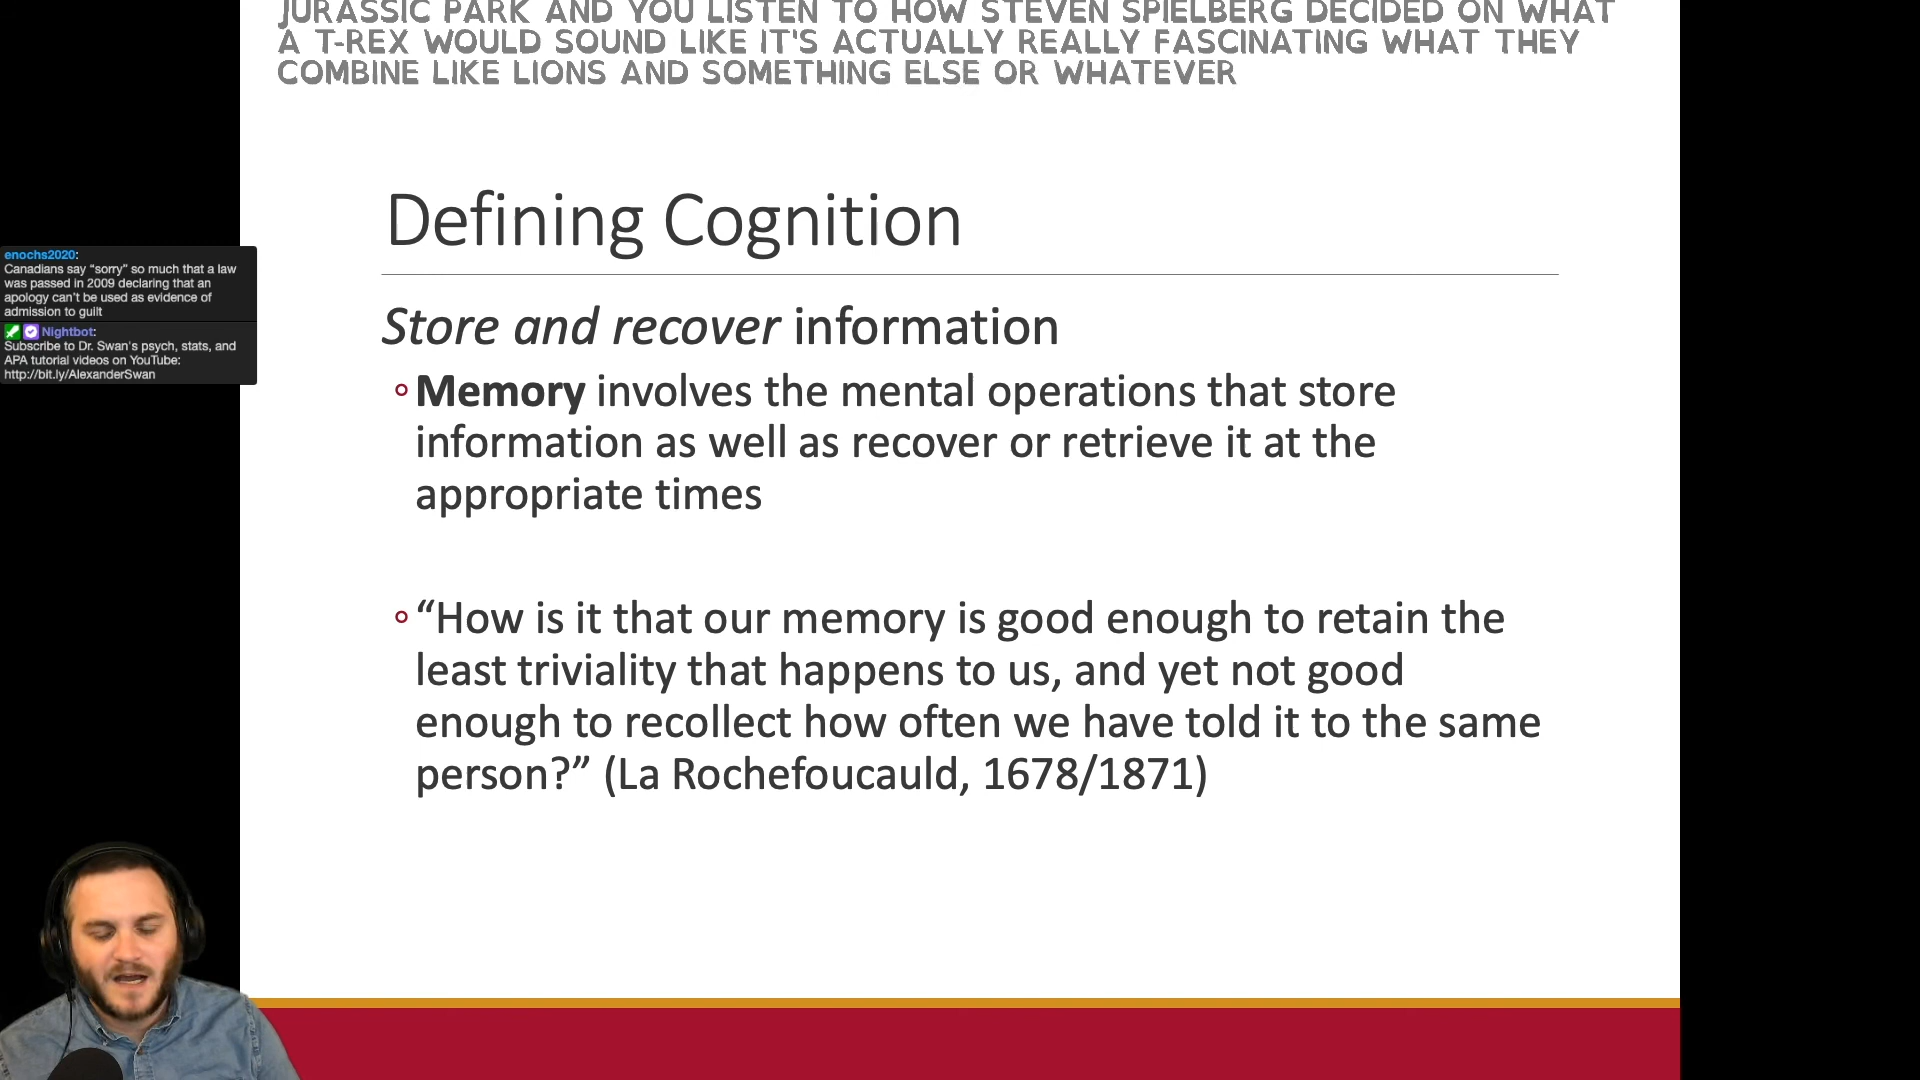 JURASSIC PARK AND YOU LISTEN TO HOW STEVEN SPIELBERG DECIDED ON WHAT
A T-REX WOULD SOUND LIKE IT'S ACTUALLY REALLY FASCINATING WHAT THEY
COMBINE LIKE LIONS AND SOMETHING ELSE OR WHATEVER
Defining Cognition
enochs2020:
Canadians say “sorry” so much that a law
was passed in 2009 declaring that an
apology can't be used as evidence of
admission to guilt
Nightbot:
Subscribe to Dr. Swan's psych, stats, and
APA tutorial videos on YouTube:
http://bit.ly/AlexanderSwan
Store and recover information
Memory involves the mental operations that store
information as well as recover or retrieve it at the
appropriate times
“How is it that our memory is good enough to retain the
least triviality that happens to us, and yet not good
enough to recollect how often we have told it to the same
person?” (La Rochefoucauld, 1678/1871)